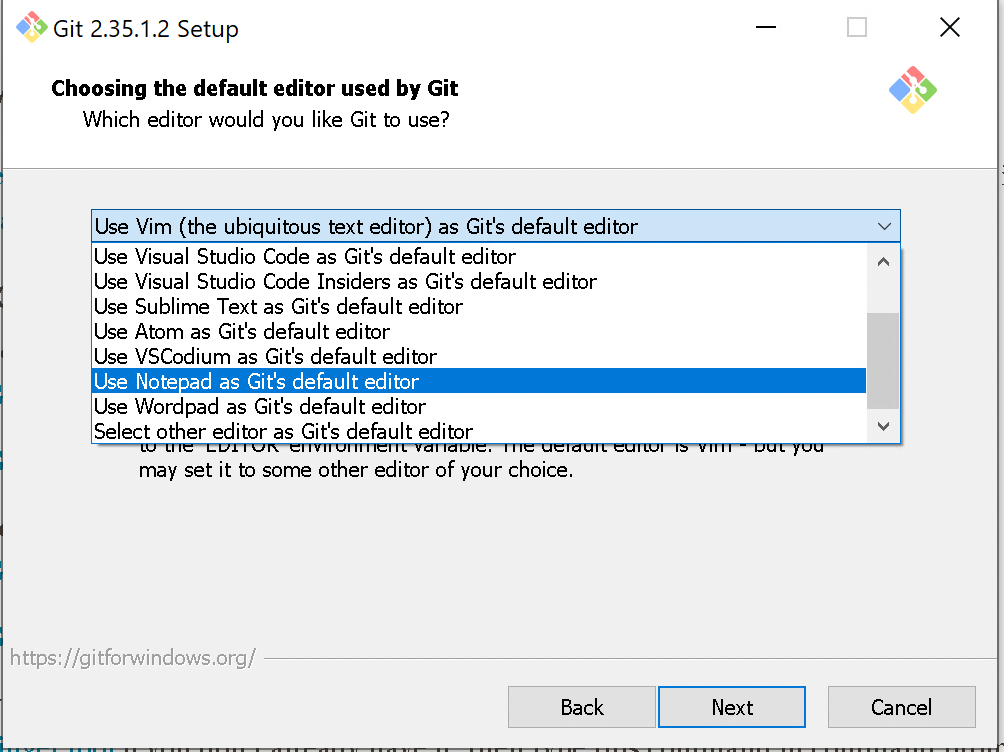 Git 2.35.1.2 Setup
Choosing the default editor used by Git
Which editor would you like Git to use?
Use Vim (the ubiquitous text editor) as Git's default editor
Use Visual Studio Code as Git's default editor
Use Visual Studio Code Insiders as Git's default editor
Use Sublime Text as Git's default editor
Use Atom as Git's default editor
Use VSCodium as Git's default editor
Use Notepad as Git's default editor
Use Wordpad as Git's default editor
Select other editor as Git's default editor
to the 'EDITOR' environment variable. The default editor is Vim - but you
may set it to some other editor of your choice.
https://gitforwindows.org/
Back Next Cancel